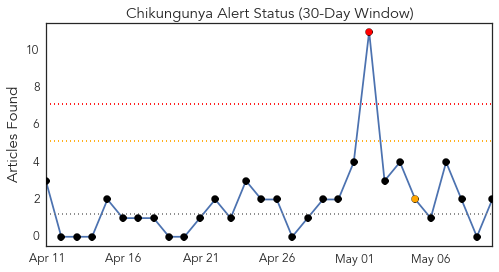 Chikungunya Alert Status (30-Day Window)
Articles Found
10
8
6
4
2
0
Apr 11
Apr 16
Apr 21
Apr 26
May 01
May 06